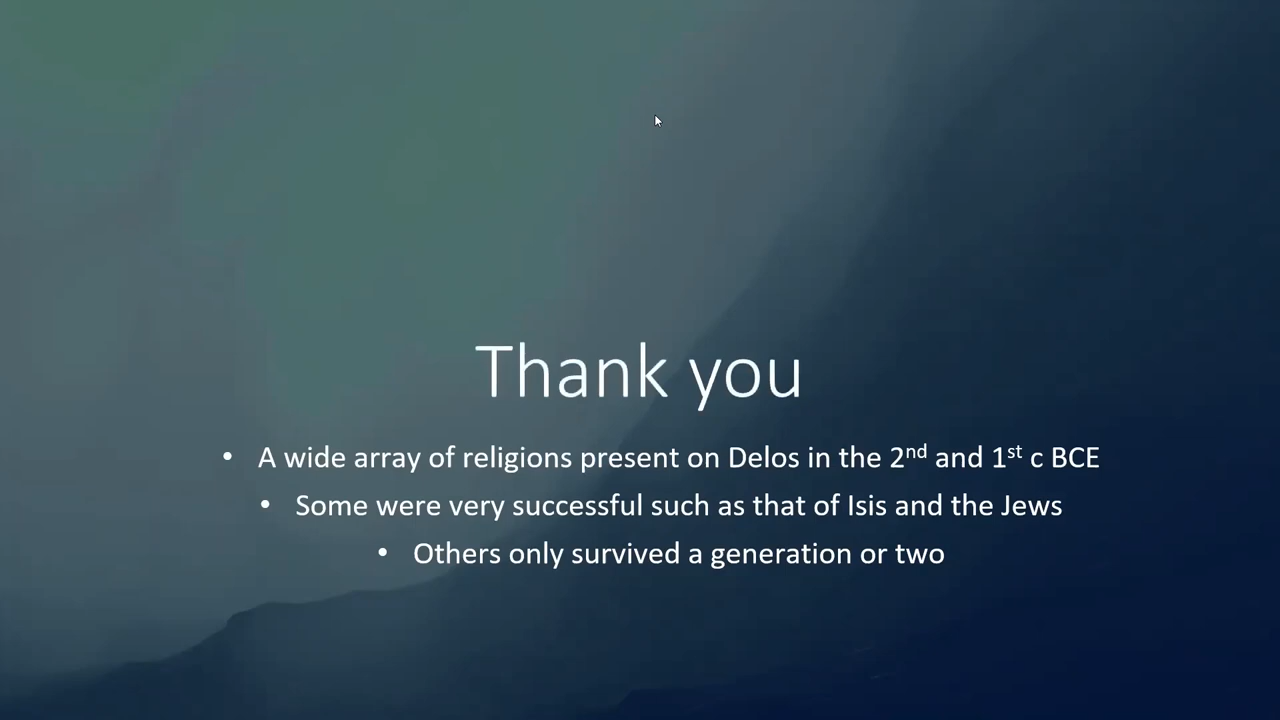 Thank you
• A wide array of religions present on Delos in the 2nd and 1st c BCE
• Some were very successful such as that of Isis and the Jews
• Others only survived a generation or two